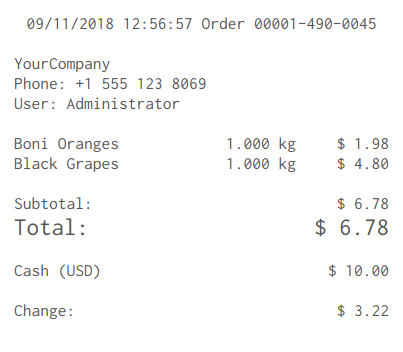 09/11/2018 12:56:57 Order 00001-490-0045
YourCompany
Phone: +1 555 123 8069
User: Administrator
Boni Oranges 1.000 kg $ 1.98
Black Grapes 1.000 kg $ 4.80
Subtotal: $ 6.78
Total: $ 6.78
Cash (USD) $ 10.00
Change: $ 3.22